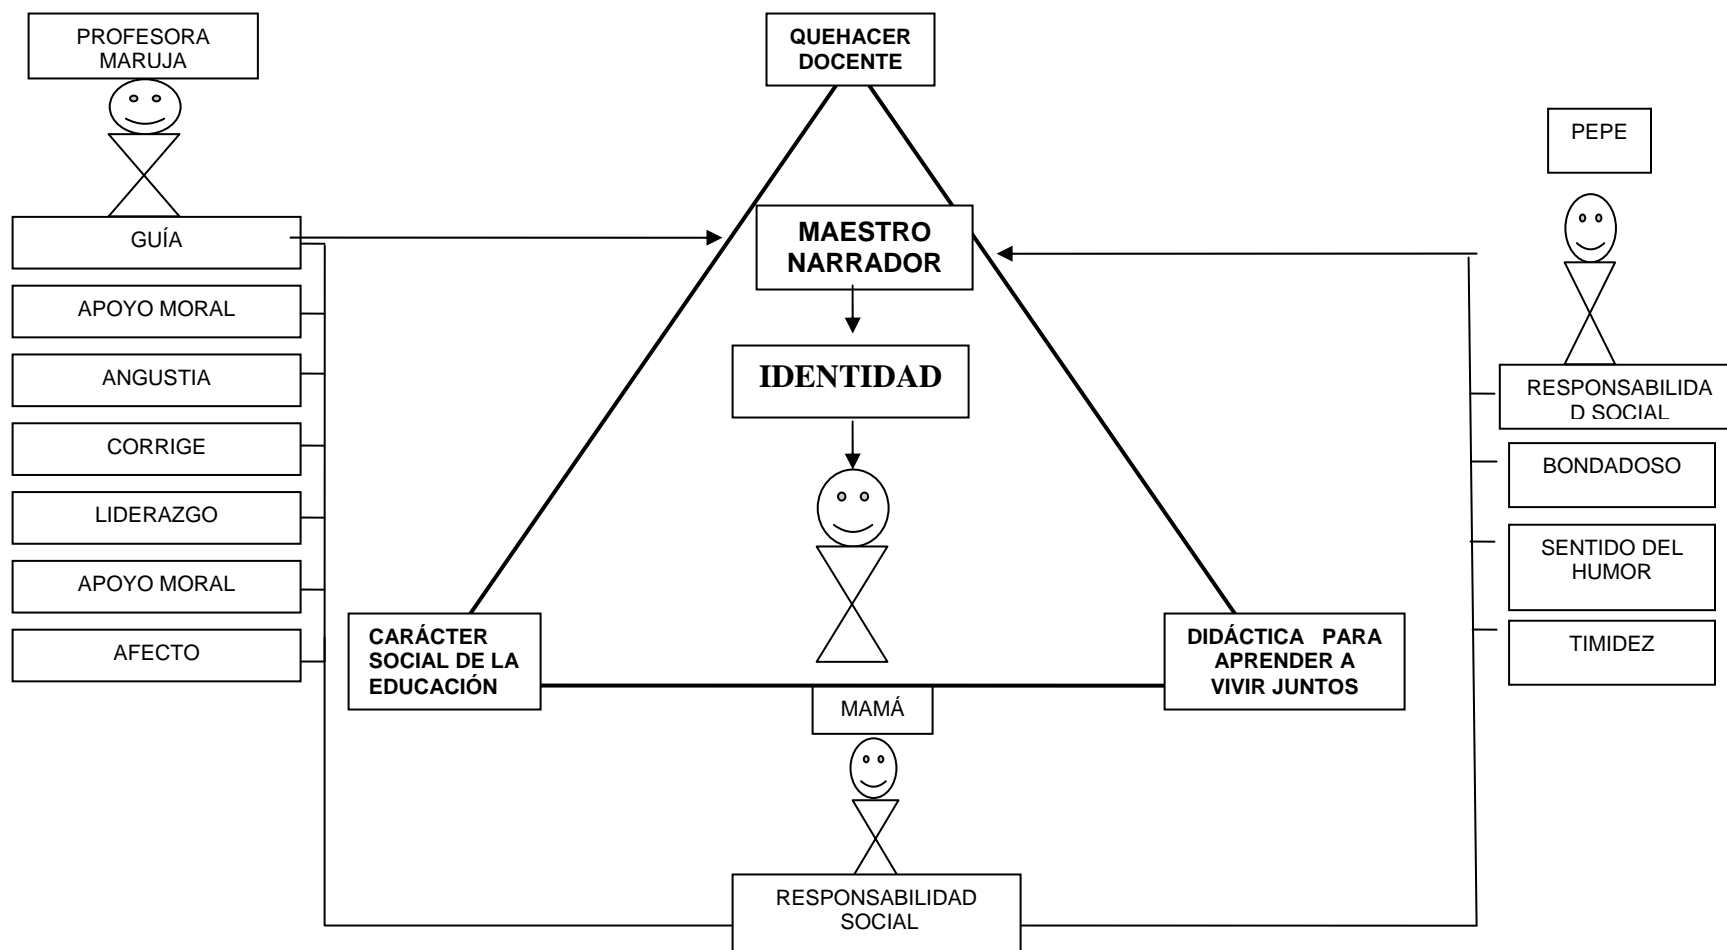 PROFESORA
MARUJA
GUÍA
APOYO MORAL
ANGUSTIA
CORRIGE
LIDERAZGO
APOYO MORAL
AFECTO
QUEHACER
DOCENTE
MAESTRO
NARRADOR
IDENTIDAD
CARÁCTER
SOCIAL DE LA
EDUCACIÓN
DIDÁCTICA PARA
APRENDER A
VIVIR JUNTOS
MAMÁ
RESPONSABILIDAD
SOCIAL
PEPE
RESPONSABILIDA
D SOCIAL
BONDADOSO
SENTIDO DEL
HUMOR
TIMIDEZ